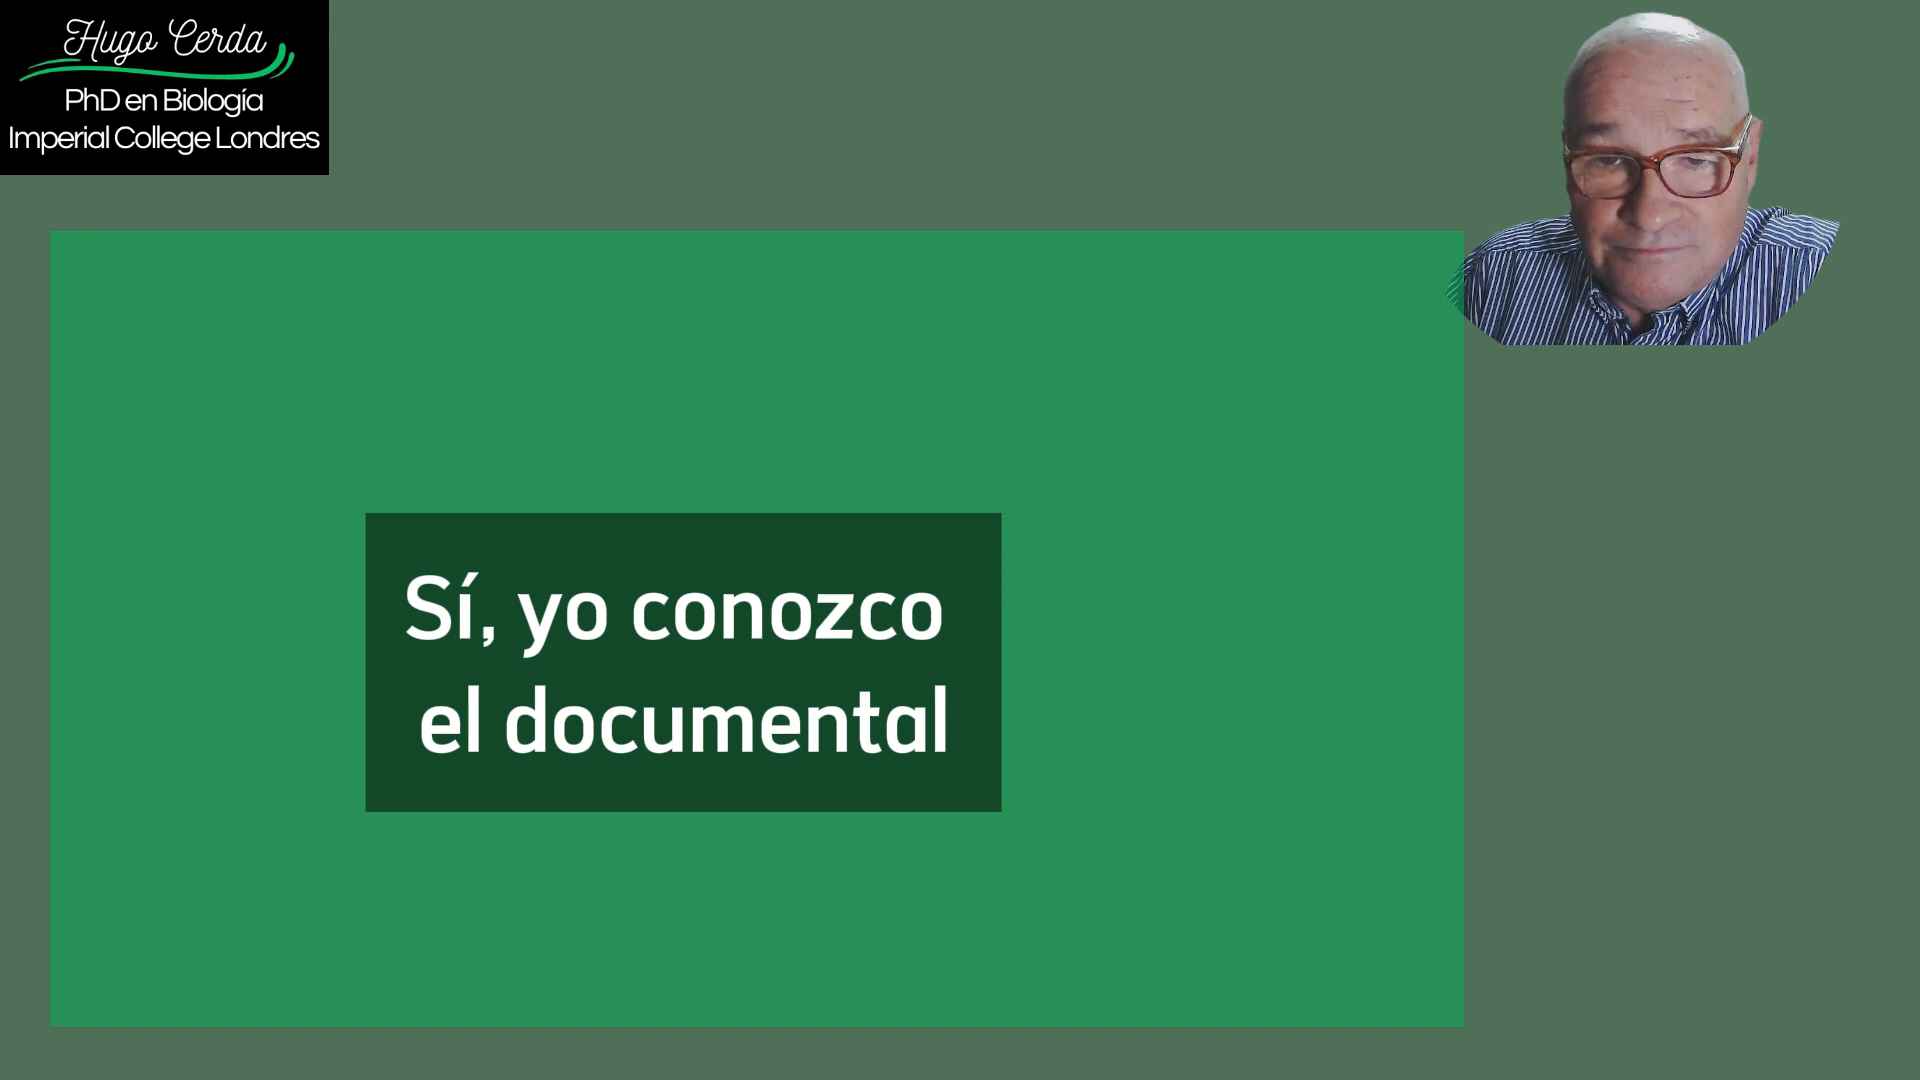 Hugo Cerda
PhD en Biología
Imperial College Londres
Sí, yo conozco
el documental